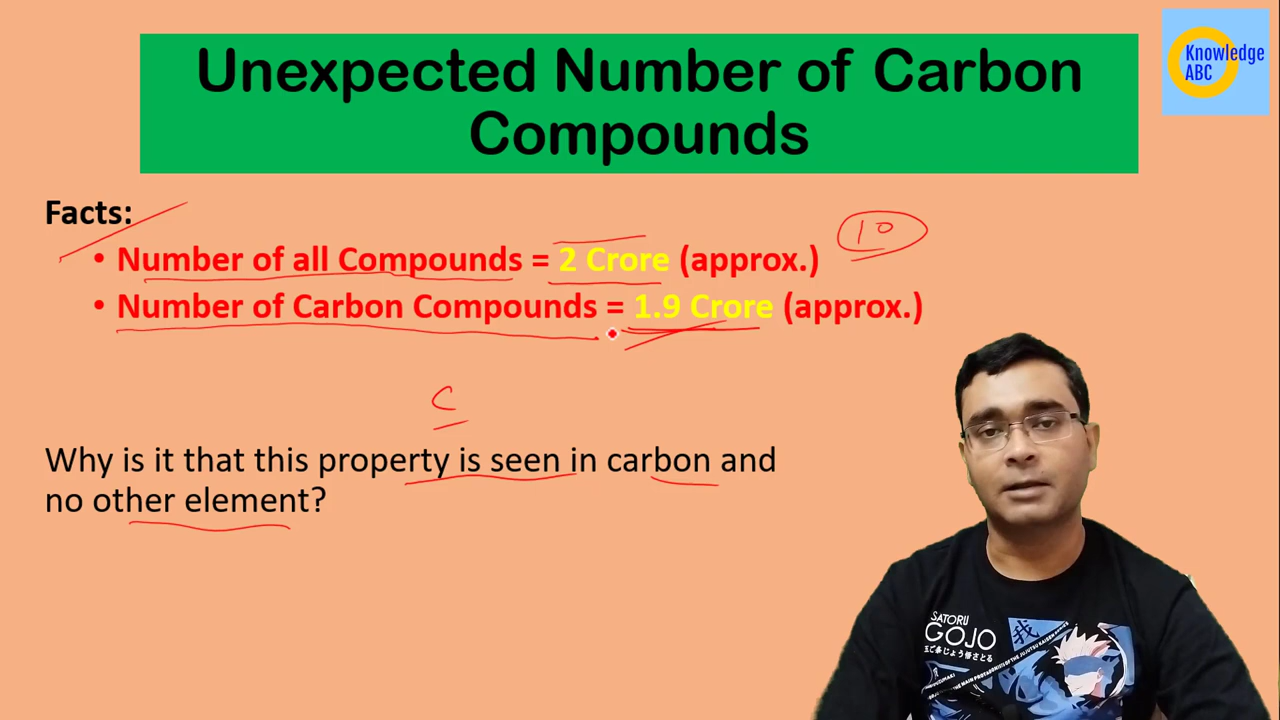 Unexpected Number of Carbon
Compounds
Knowledge
ABC
Facts:
10
• Number of all Compounds = 2 Crore (approx.)
• Number of Carbon Compounds = 1.9 Crore (approx.)
C
Why is it that this property is seen in carbon and
no other element?
SATORU
GOJO
我